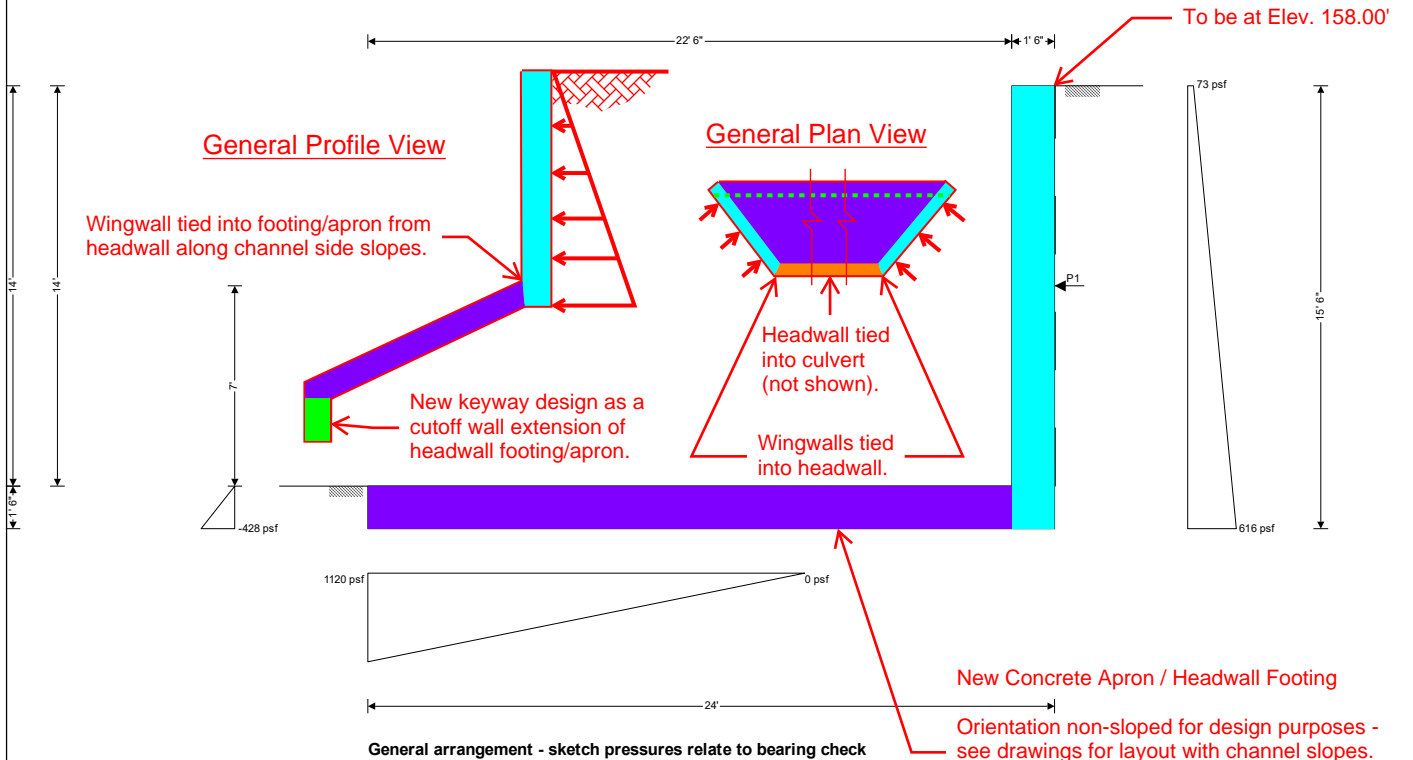 To be at Elev. 158.00'
22' 6"
1' 6"
73 psf
General Profile View
General Plan View
Wingwall tied into footing/apron from
headwall along channel side slopes.
14'
14'
7'
P1
15' 6"
Headwall tied
into culvert
(not shown).
New keyway design as a
cutoff wall extension of
headwall footing/apron.
Wingwalls tied
into headwall.
1' 6"
-428 psf
616 psf
1120 psf
0 psf
New Concrete Apron / Headwall Footing
24'
Orientation non-sloped for design purposes -
see drawings for layout with channel slopes.
General arrangement - sketch pressures relate to bearing check